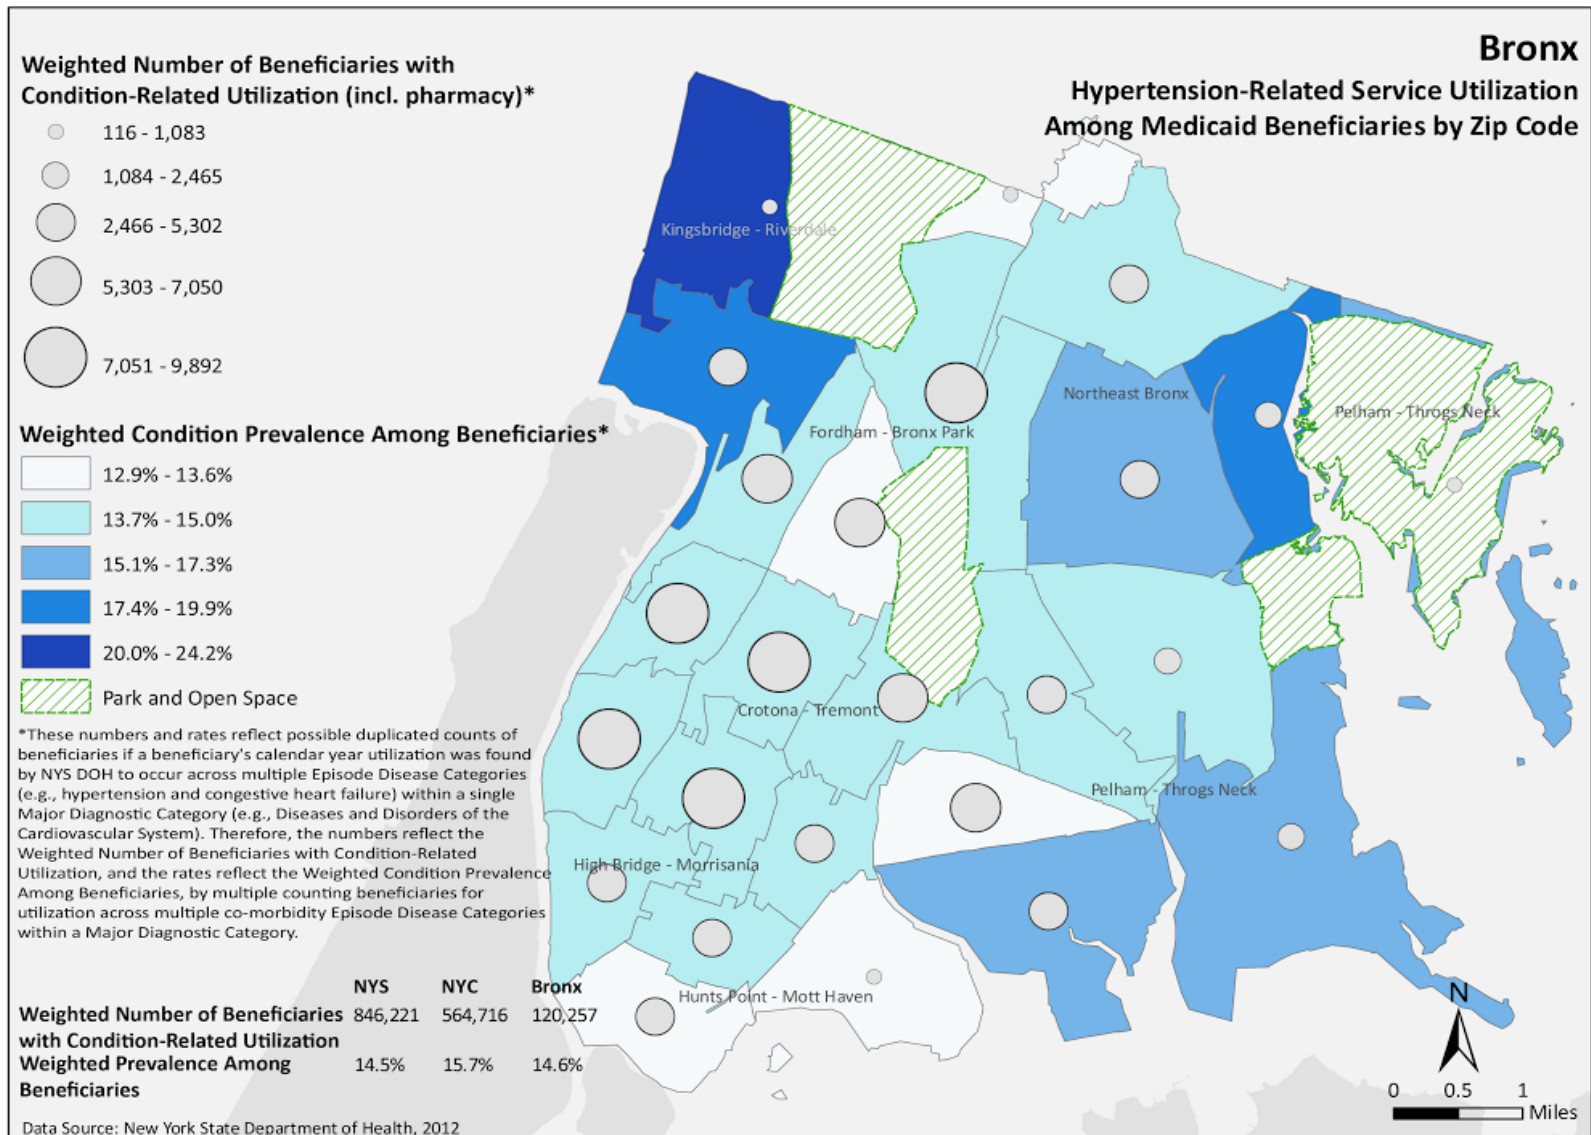 Bronx
Hypertension-Related Service Utilization
Among Medicaid Beneficiaries by Zip Code
Weighted Number of Beneficiaries with
Condition-Related Utilization (incl. pharmacy)*
116 - 1,083
1,084 - 2,465
2,466 - 5,302
5,303 - 7,050
7,051 - 9,892
Weighted Condition Prevalence Among Beneficiaries*
12.9% - 13.6%
13.7% - 15.0%
15.1% - 17.3%
17.4% - 19.9%
20.0% - 24.2%
Park and Open Space
*These numbers and rates reflect possible duplicated counts of
beneficiaries if a beneficiary's calendar year utilization was found
by NYS DOH to occur across multiple Episode Disease Categories
(e.g., hypertension and congestive heart failure) within a single
Major Diagnostic Category (e.g., Diseases and Disorders of the
Cardiovascular System). Therefore, the numbers reflect the
Weighted Number of Beneficiaries with Condition-Related
Utilization, and the rates reflect the Weighted Condition Prevalence
Among Beneficiaries, by multiple counting beneficiaries for
utilization across multiple co-morbidity Episode Disease Categories
within a Major Diagnostic Category.
NYS NYC Bronx
Weighted Number of Beneficiaries 846,221 564,716 120,257
with Condition-Related Utilization
Weighted Prevalence Among 14.5% 15.7% 14.6%
Beneficiaries
Data Source: New York State Department of Health, 2012
Kingsbridge - Riverdale
Northeast Bronx
Pelham - Throgs Neck
Fordham - Bronx Park
Crotona - Tremont
Pelham - Throgs Neck
High Bridge - Morrisania
Hunts Point - Mott Haven
N
0 0.5 1
Miles